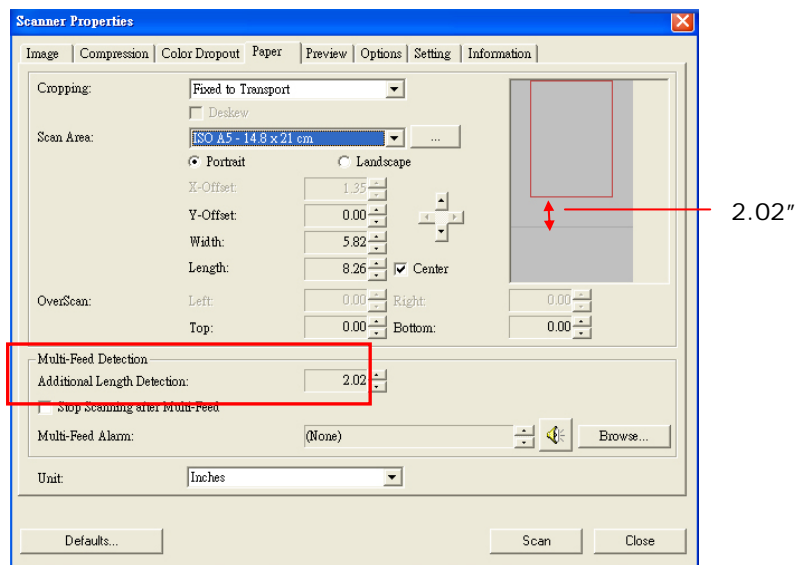 Scanner Properties
Image Compression Color Dropout Paper Preview Options Setting Information
Cropping: Fixed to Transport
Deskew
Scan Area: ISO A5 - 14.8 x 21 cm ...
Portrait Landscape
X-Offset: 1.35
Y-Offset: 0.00
Width: 5.82
Length: 8.26 Center
2.02"
OverScan: Left: 0.00 Right: 0.00
Top: 0.00 Bottom: 0.00
Multi-Feed Detection
Additional Length Detection: 2.02
Stop Scanning after Multi-Feed
Multi-Feed Alarm: (None) Browse...
Unit: Inches
Defaults... Scan Close